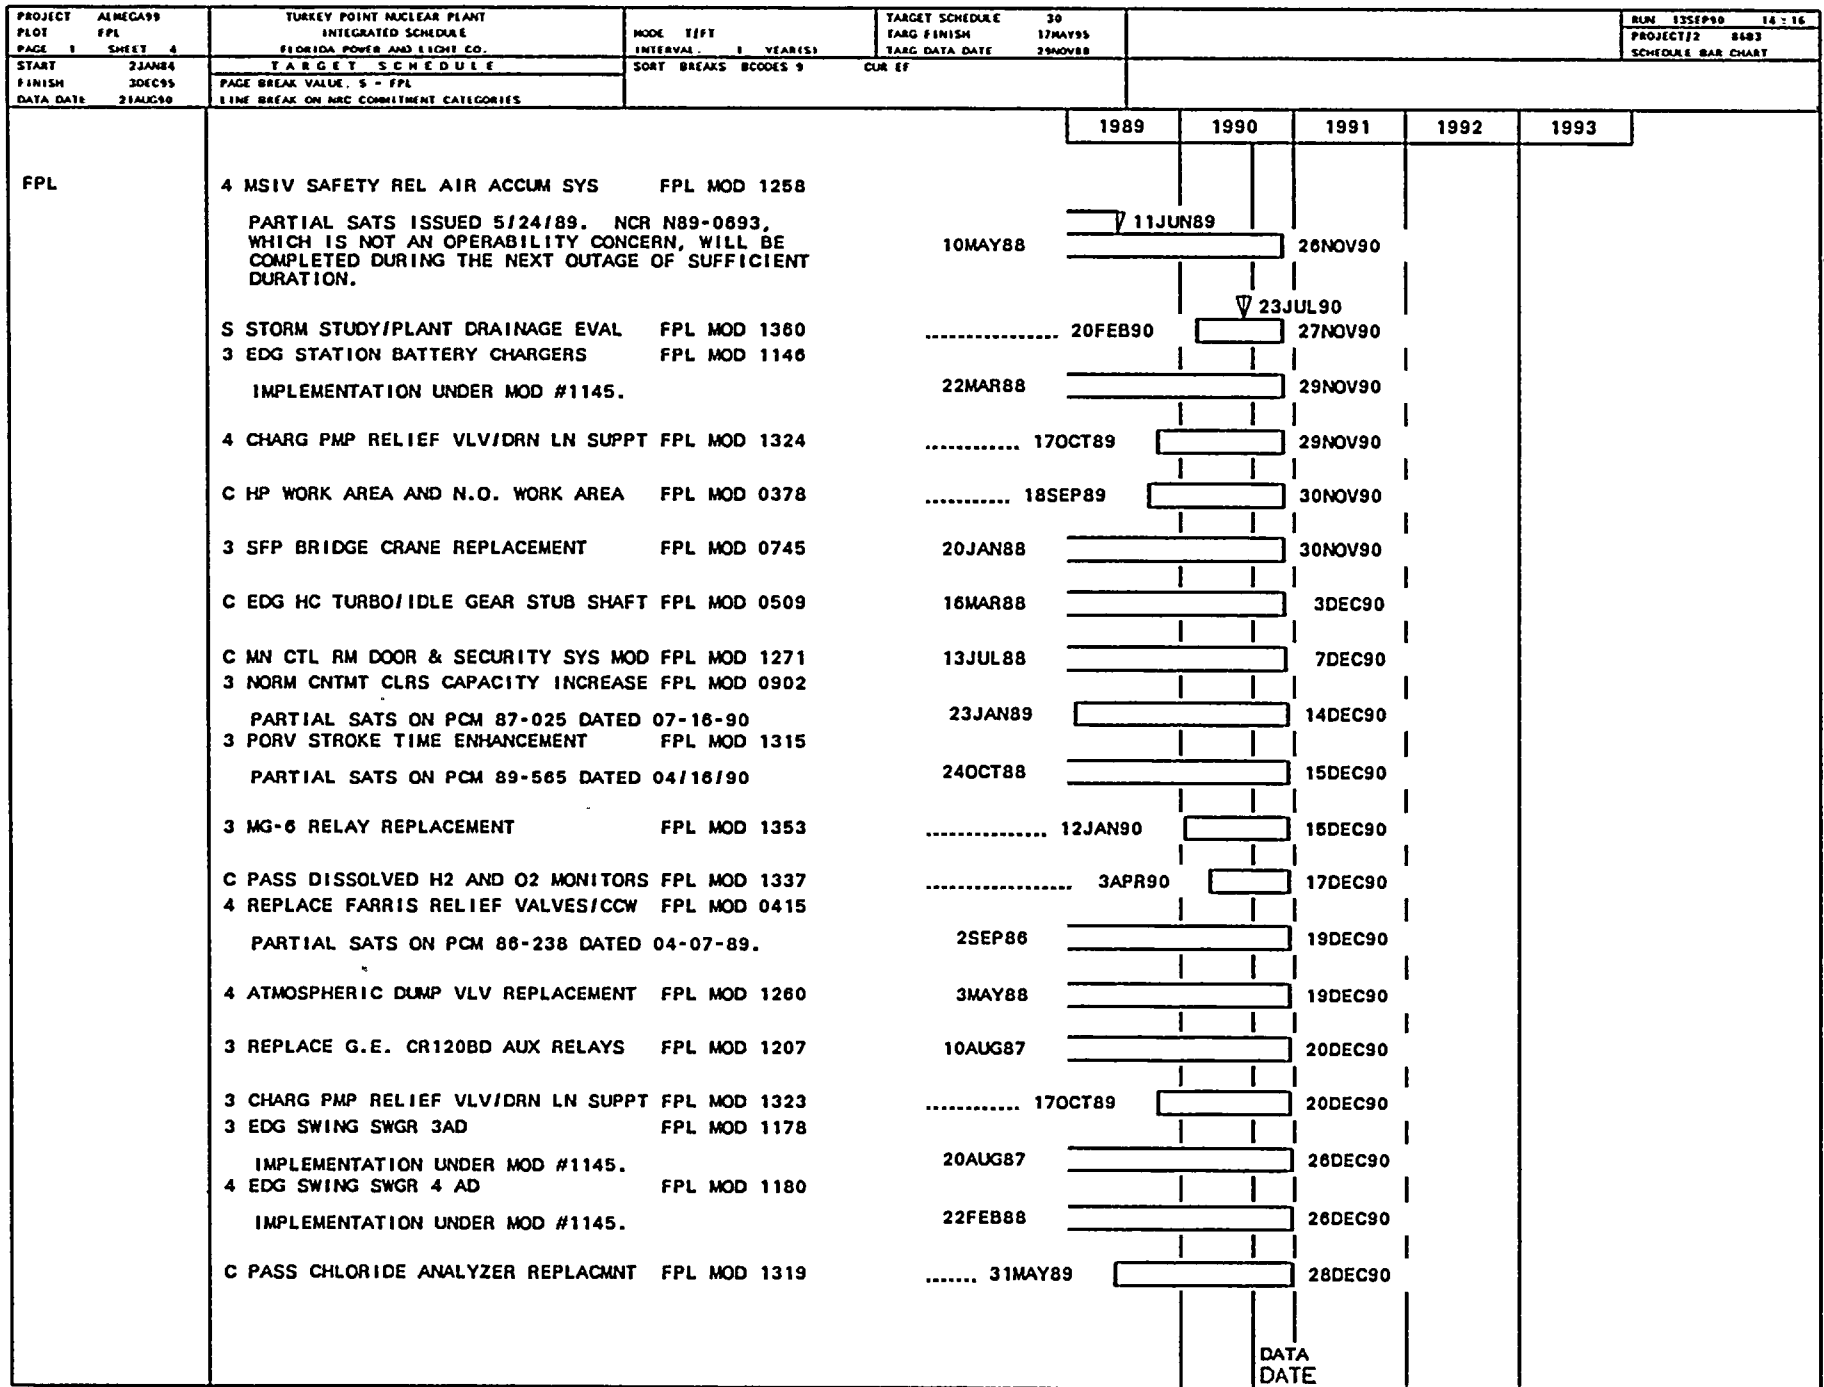 PROJECT ALMEGA99
PLOT FPL
PAGE 1 SHEET 4
START 2JAN84
FINISH 3DEC95
DATA DATE 21AUG90
TURKEY POINT NUCLEAR PLANT
INTEGRATED SCHEDULE
FLORIDA POWER AND LIGHT CO.
TARGET SCHEDULE
PAGE BREAK VALUE, S - FPL
LINE BREAK ON NRC COMMITMENT CATEGORIES
MODE T/FT
INTERVAL. 1 YEAR(S)
SORT BREAKS BCODES 9 CUR EF
TARGET SCHEDULE 30
TARG FINISH 17MAY95
TARG DATA DATE 29NOV88
RUN 13SEP90 14:16
PROJECT/2 8603
SCHEDULE BAR CHART
1989 1990 1991 1992 1993
FPL
4 MSIV SAFETY REL AIR ACCUM SYS FPL MOD 1258
PARTIAL SATS ISSUED 5/24/89. NCR N89-0693, 11JUN89
WHICH IS NOT AN OPERABILITY CONCERN, WILL BE 10MAY88 26NOV90
COMPLETED DURING THE NEXT OUTAGE OF SUFFICIENT
DURATION.
23JUL90
S STORM STUDY/PLANT DRAINAGE EVAL FPL MOD 1360 .............. 20FEB90 27NOV90
3 EDG STATION BATTERY CHARGERS FPL MOD 1146
IMPLEMENTATION UNDER MOD #1145. 22MAR88 29NOV90
4 CHARG PMP RELIEF VLV/DRN LN SUPPT FPL MOD 1324 .......... 17OCT89 29NOV90
C HP WORK AREA AND N.O. WORK AREA FPL MOD 0378 ......... 18SEP89 30NOV90
3 SFP BRIDGE CRANE REPLACEMENT FPL MOD 0745 20JAN88 30NOV90
C EDG HC TURBO/IDLE GEAR STUB SHAFT FPL MOD 0509 16MAR88 3DEC90
C MN CTL RM DOOR & SECURITY SYS MOD FPL MOD 1271 13JUL88 7DEC90
3 NORM CNTMT CLRS CAPACITY INCREASE FPL MOD 0902
PARTIAL SATS ON PCM 87-025 DATED 07-16-90 23JAN89 14DEC90
3 PORV STROKE TIME ENHANCEMENT FPL MOD 1315
PARTIAL SATS ON PCM 89-565 DATED 04/16/90 24OCT88 15DEC90
3 MG-6 RELAY REPLACEMENT FPL MOD 1353 ............. 12JAN90 15DEC90
C PASS DISSOLVED H2 AND O2 MONITORS FPL MOD 1337 ................ 3APR90 17DEC90
4 REPLACE FARRIS RELIEF VALVES/CCW FPL MOD 0415
PARTIAL SATS ON PCM 86-238 DATED 04-07-89. 2SEP86 19DEC90
4 ATMOSPHERIC DUMP VLV REPLACEMENT FPL MOD 1260 3MAY88 19DEC90
3 REPLACE G.E. CR120BD AUX RELAYS FPL MOD 1207 10AUG87 20DEC90
3 CHARG PMP RELIEF VLV/DRN LN SUPPT FPL MOD 1323 .......... 17OCT89 20DEC90
3 EDG SWING SWGR 3AD FPL MOD 1178
IMPLEMENTATION UNDER MOD #1145. 20AUG87 26DEC90
4 EDG SWING SWGR 4 AD FPL MOD 1180
IMPLEMENTATION UNDER MOD #1145. 22FEB88 26DEC90
C PASS CHLORIDE ANALYZER REPLACMNT FPL MOD 1319 ...... 31MAY89 28DEC90
DATA
DATE